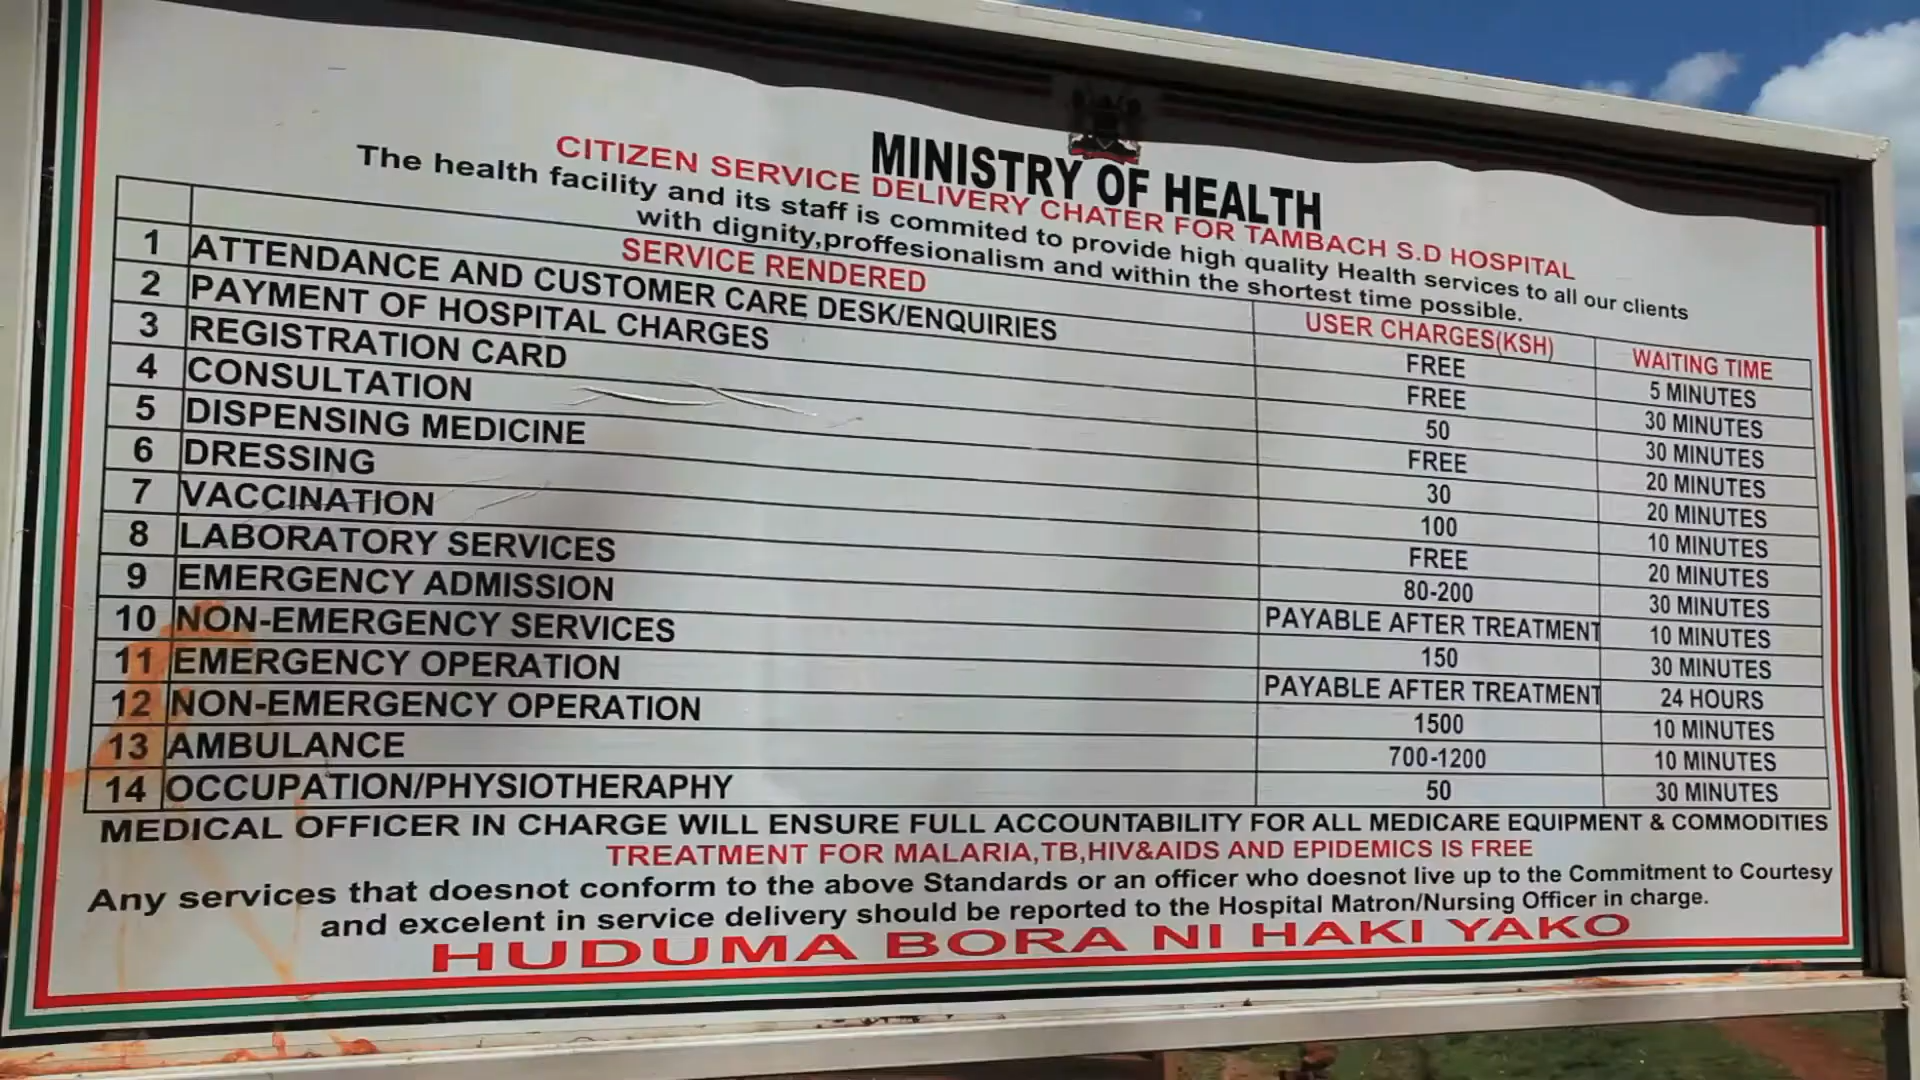 MINISTRY OF HEALTH
CITIZEN SERVICE DELIVERY CHATER FOR TAMBACH S.D HOSPITAL
The health facility and its staff is commited to provide high quality Health services to all our clients
with dignity,proffesionalism and within the shortest time possible.
SERVICE RENDERED USER CHARGES(KSH) WAITING TIME
1 ATTENDANCE AND CUSTOMER CARE DESK/ENQUIRIES FREE 5 MINUTES
2 PAYMENT OF HOSPITAL CHARGES FREE 30 MINUTES
3 REGISTRATION CARD 50 30 MINUTES
4 CONSULTATION FREE 20 MINUTES
5 DISPENSING MEDICINE 30 20 MINUTES
6 DRESSING 100 10 MINUTES
7 VACCINATION FREE 20 MINUTES
8 LABORATORY SERVICES 80-200 30 MINUTES
9 EMERGENCY ADMISSION PAYABLE AFTER TREATMENT 10 MINUTES
10 NON-EMERGENCY SERVICES 150 30 MINUTES
11 EMERGENCY OPERATION PAYABLE AFTER TREATMENT 24 HOURS
12 NON-EMERGENCY OPERATION 1500 10 MINUTES
13 AMBULANCE 700-1200 10 MINUTES
14 OCCUPATION/PHYSIOTHERAPHY 50 30 MINUTES
MEDICAL OFFICER IN CHARGE WILL ENSURE FULL ACCOUNTABILITY FOR ALL MEDICARE EQUIPMENT & COMMODITIES
TREATMENT FOR MALARIA,TB,HIV&AIDS AND EPIDEMICS IS FREE
Any services that doesnot conform to the above Standards or an officer who doesnot live up to the Commitment to Courtesy
and excelent in service delivery should be reported to the Hospital Matron/Nursing Officer in charge.
HUDUMA BORA NI HAKI YAKO